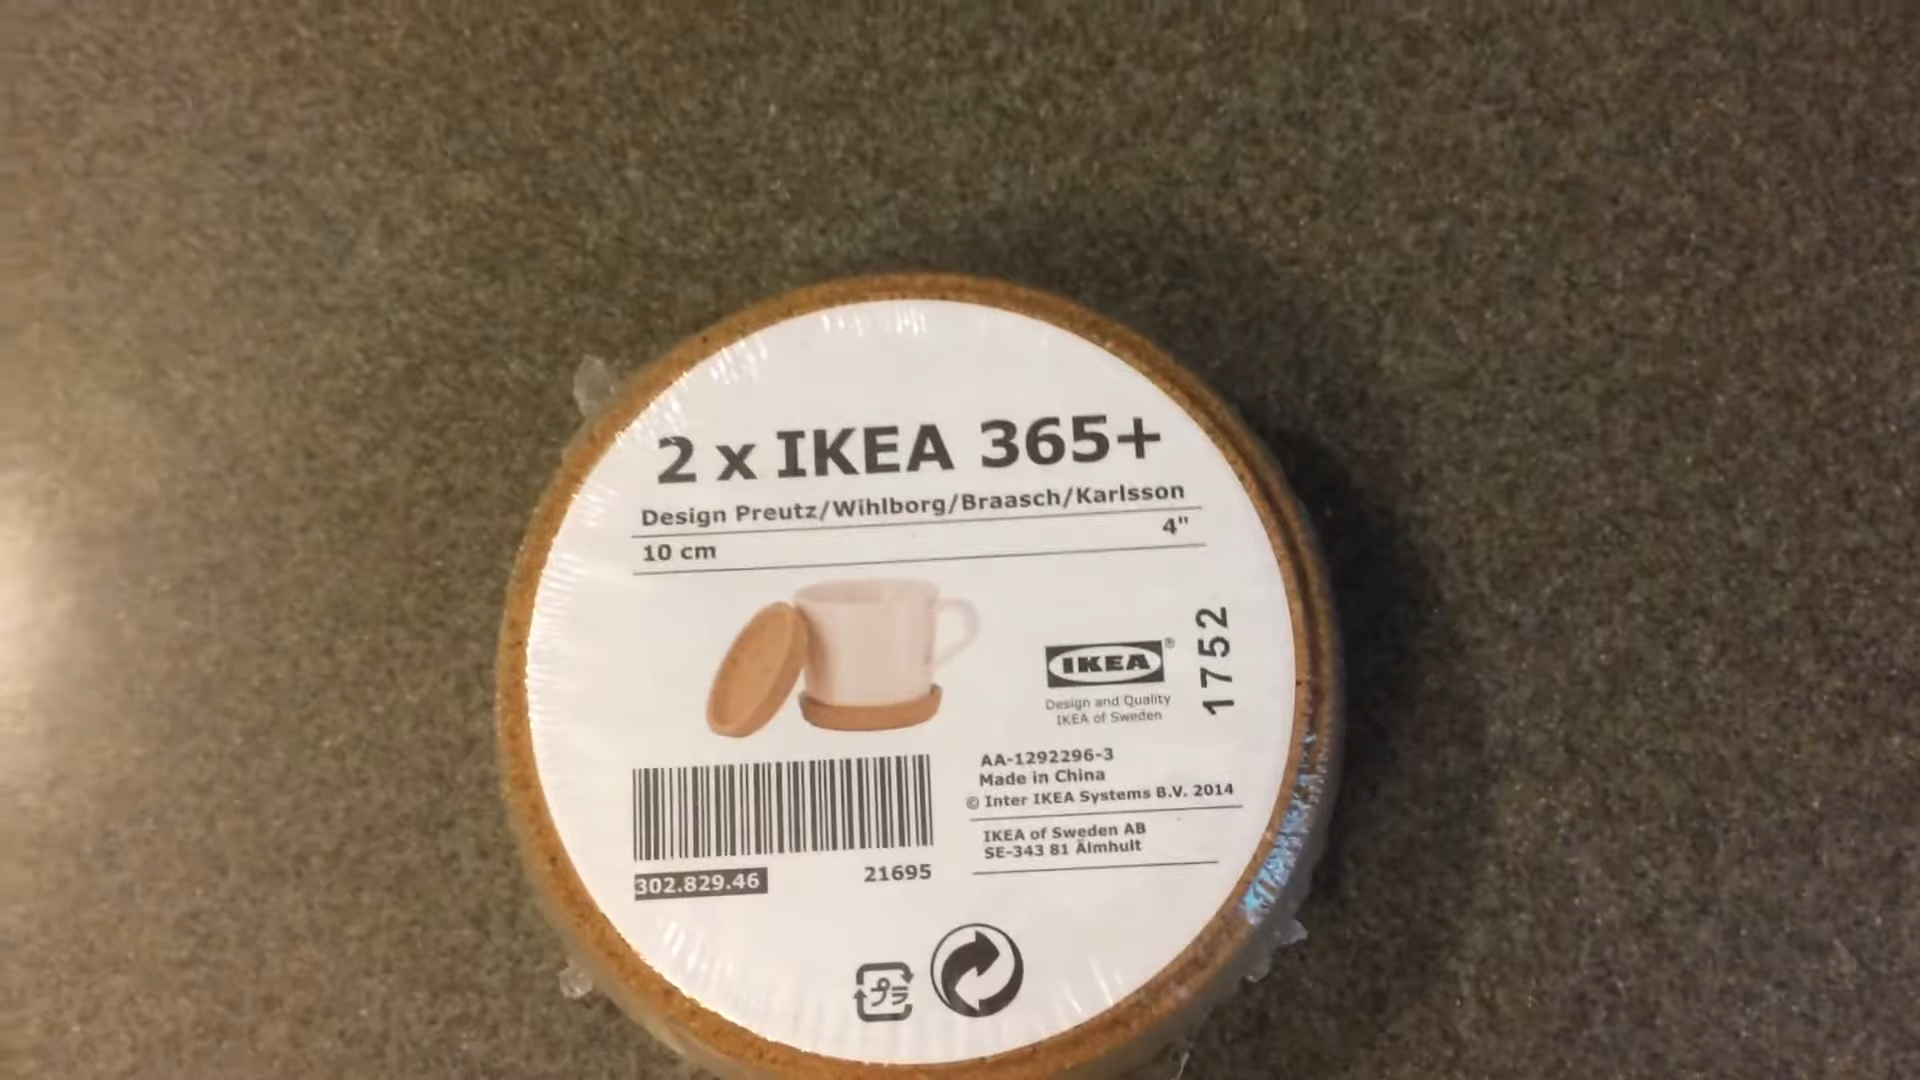 2 x IKEA 365+
Design Preutz/Wihlborg/Braasch/Karlsson
10 cm 4"
IKEA®
Design and Quality
IKEA of Sweden
1752
AA-1292296-3
Made in China
© Inter IKEA Systems B.V. 2014
IKEA of Sweden AB
SE-343 81 Älmhult
302.829.46 21695
プラ